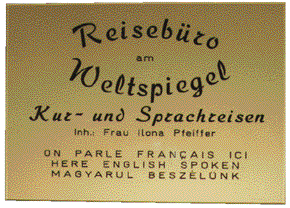 Reisebüro
am
Weltspiegel
Kur- und Sprachreisen
Inh.: Frau Ilona Pfeiffer
ON PARLE FRANÇAIS ICI
HERE ENGLISH SPOKEN
MAGYARUL BESZÉLÜNK